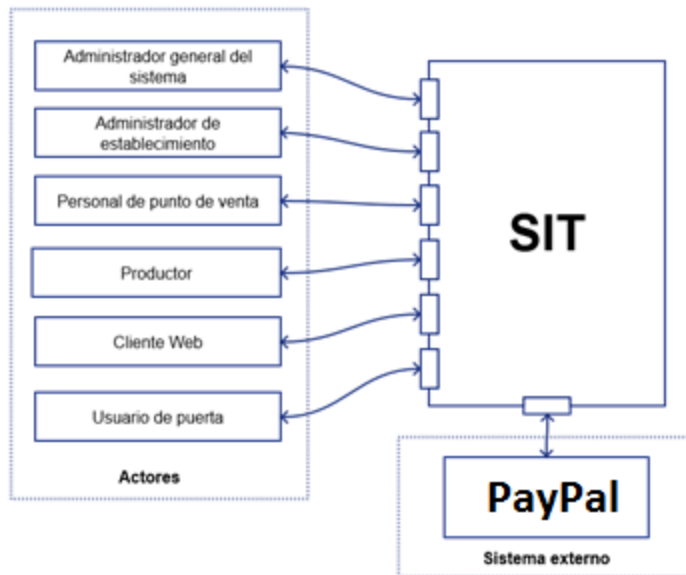 Administrador general del
sistema
Administrador de
establecimiento
Personal de punto de venta
Productor
Cliente Web
Usuario de puerta
Actores
SIT
PayPal
Sistema externo